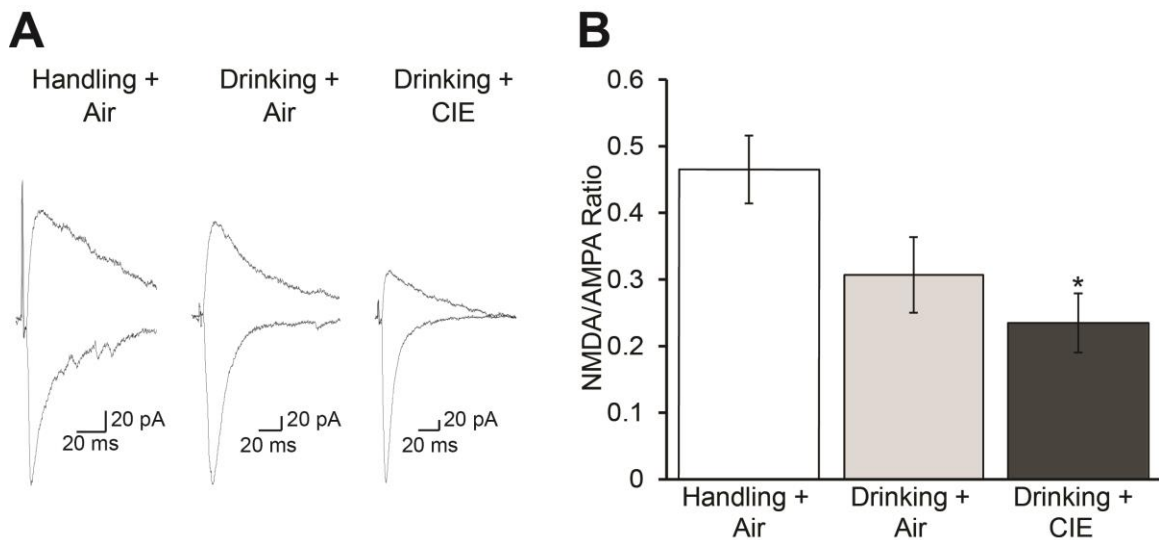 A
Handling +
Air
Drinking +
Air
Drinking +
CIE
20 pA
20 ms
20 pA
20 ms
20 pA
20 ms
B
NMDA/AMPA Ratio
0.6
0.5
0.4
0.3
0.2
0.1
0
*
Handling +
Air
Drinking +
Air
Drinking +
CIE